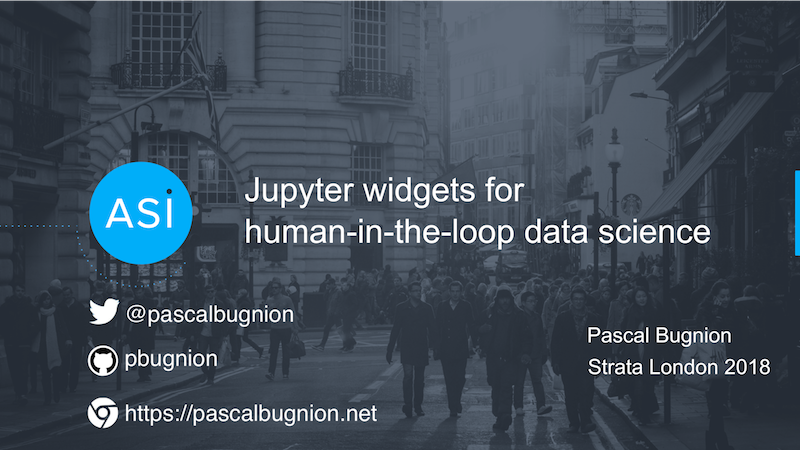 ASI
Jupyter widgets for
human-in-the-loop data science
@pascalbugnion
pbugnion
https://pascalbugnion.net
Pascal Bugnion
Strata London 2018